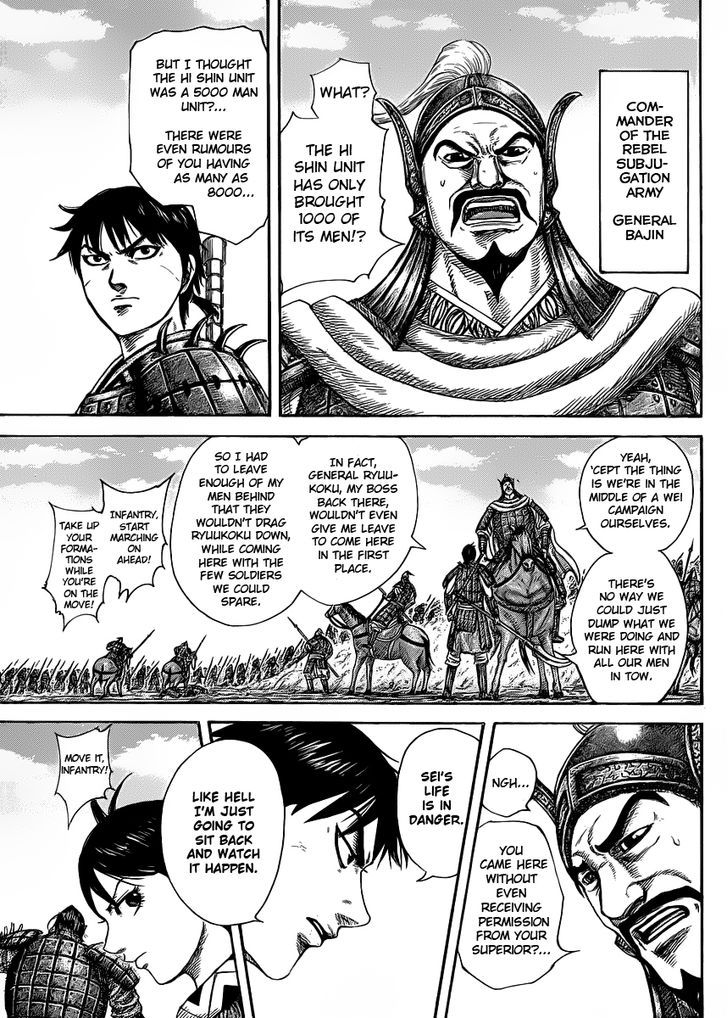 COM-
MANDER
OF THE
REBEL
SUBJU-
GATION
ARMY
GENERAL
BAJIN
WHAT?
THE HI
SHIN UNIT
HAS ONLY
BROUGHT
1000 OF
ITS MEN!?
BUT I THOUGHT
THE HI SHIN UNIT
WAS A 5000 MAN
UNIT?...
THERE WERE
EVEN RUMOURS
OF YOU HAVING
AS MANY AS
8000...
YEAH,
'CEPT THE THING
IS WE'RE IN THE
MIDDLE OF A WEI
CAMPAIGN
OURSELVES.
THERE'S
NO WAY WE
COULD JUST
DUMP WHAT WE
WERE DOING AND
RUN HERE WITH
ALL OUR MEN
IN TOW.
IN FACT,
GENERAL RYUU-
KOKU, MY BOSS
BACK THERE,
WOULDN'T EVEN
GIVE ME LEAVE
TO COME HERE
IN THE FIRST
PLACE.
SO I HAD
TO LEAVE
ENOUGH OF MY
MEN BEHIND
THAT THEY
WOULDN'T DRAG
RYUUKOKU DOWN,
WHILE COMING
HERE WITH THE
FEW SOLDIERS
WE COULD
SPARE.
INFANTRY,
START
MARCHING
ON
AHEAD!
TAKE UP
YOUR
FORMA-
TIONS
WHILE
YOU'RE
ON THE
MOVE!
NGH...
YOU
CAME HERE
WITHOUT
EVEN
RECEIVING
PERMISSION
FROM YOUR
SUPERIOR?...
SEI'S
LIFE
IS IN
DANGER.
LIKE HELL
I'M JUST
GOING TO
SIT BACK
AND WATCH
IT HAPPEN.
MOVE IT,
INFANTRY!